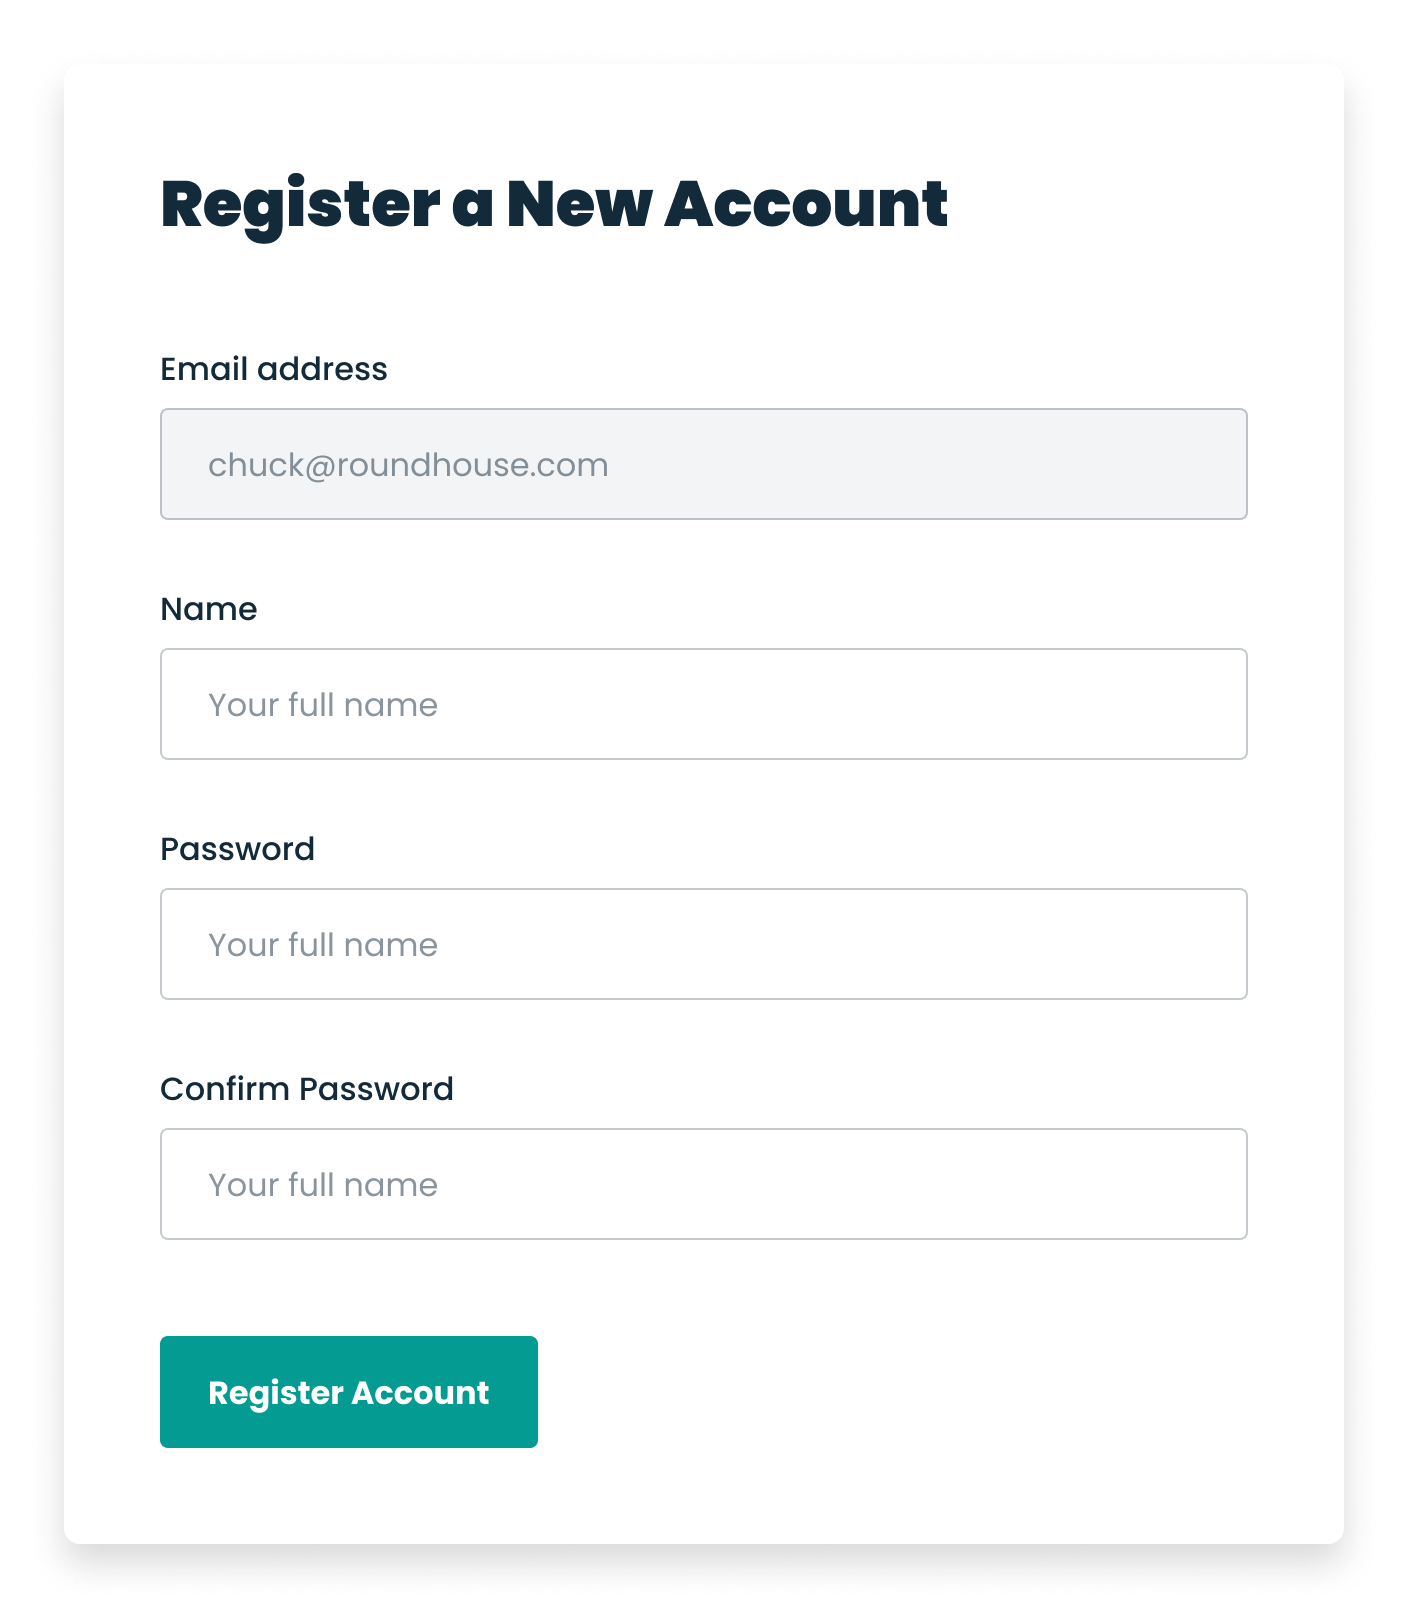 Register a New Account
Email address
chuck@roundhouse.com
Name
Your full name
Password
Your full name
Confirm Password
Your full name
Register Account